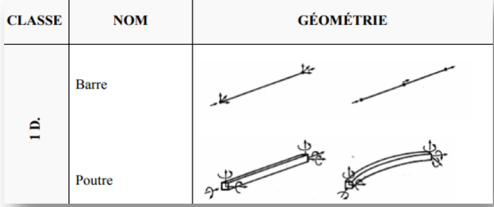 CLASSE NOM GÉOMÉTRIE
1 D.
Barre
Poutre